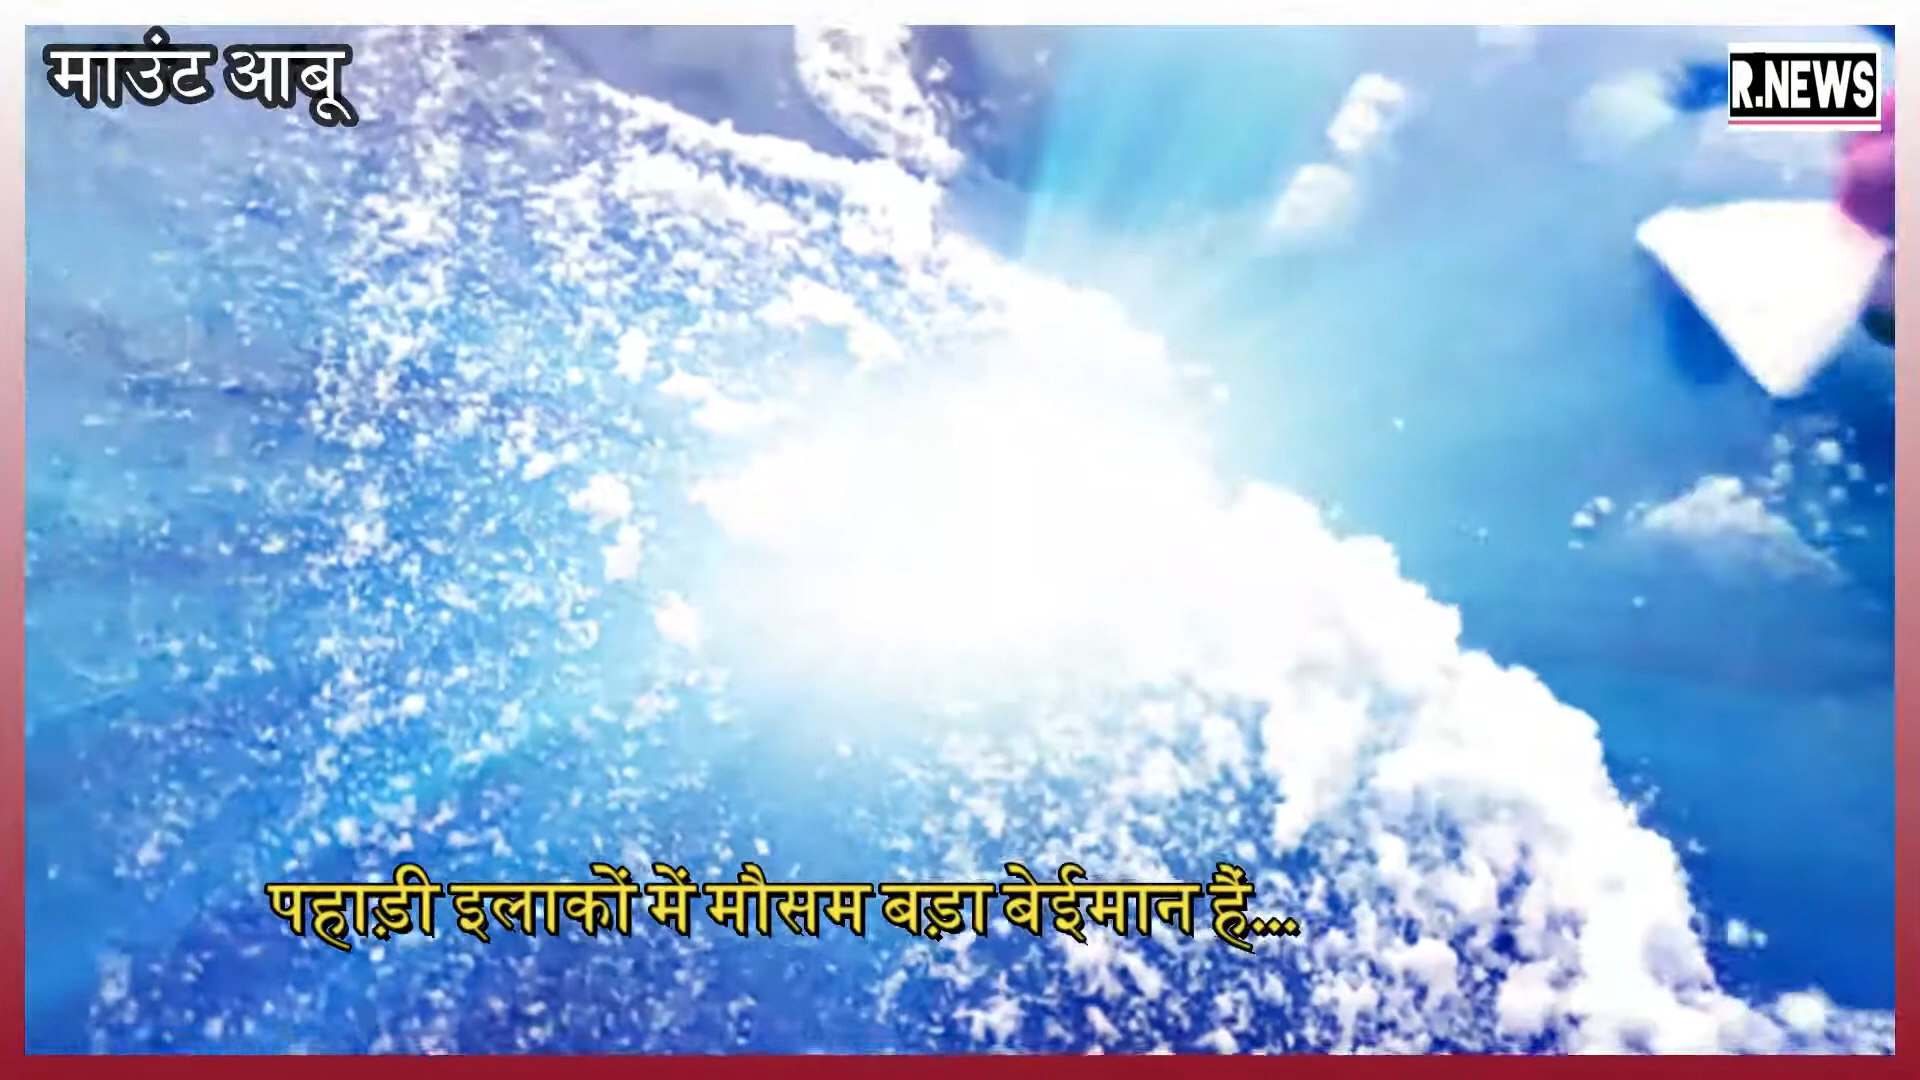 माउंट आबू
R.NEWS
पहाड़ी इलाकों में मौसम बड़ा बेईमान हैं...